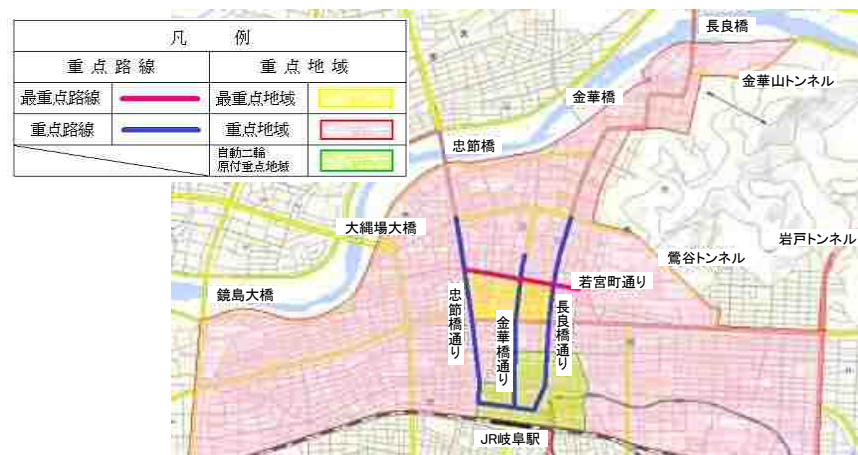 凡 例
重点路線 重点地域
最重点路線 最重点地域
重点路線 重点地域
自動二輪
原付重点地域
長良橋
金華山トンネル
金華橋
忠節橋
大縄場大橋
岩戸トンネル
鶯谷トンネル
若宮町通り
鏡島大橋
忠節橋通り
金華橋通り
長良橋通り
JR岐阜駅